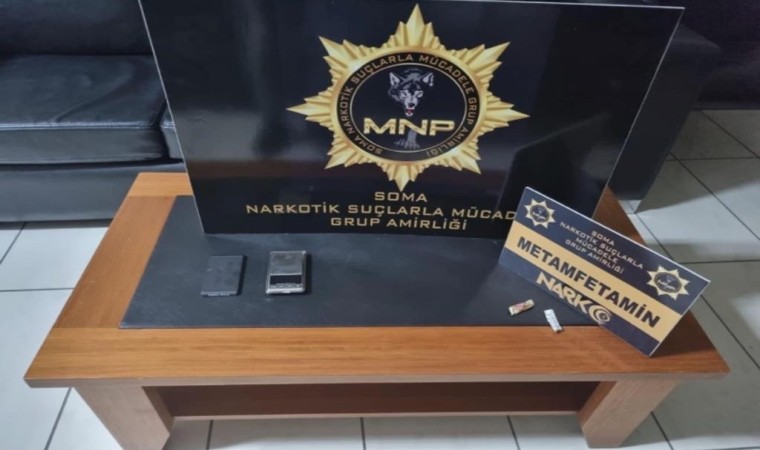 SOMA NARKOTİK SUÇLARLA MÜCADELE GRUP AMİRLİĞİ
MNP
SOMA
NARKOTİK SUÇLARLA MÜCAD
GRUP AMİRLİĞİ
SOMA
NARKOTİK SUÇLARLA
MÜCADELE
GRUP AMİRLİĞİ
METAMFETAMİN
NARKO